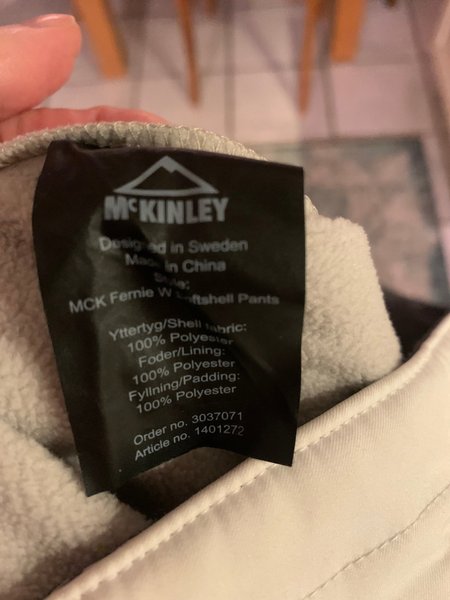 McKINLEY
Designed in Sweden
Made in China
Style:
MCK Fernie W Softshell Pants
Yttertyg/Shell fabric:
100% Polyester
Foder/Lining:
100% Polyester
Fyllning/Padding:
100% Polyester
Order no. 3037071
Article no. 1401272